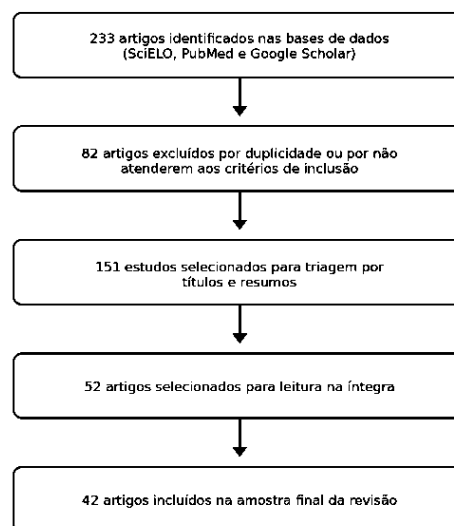 233 artigos identificados nas bases de dados
(SciELO, PubMed e Google Scholar)
82 artigos excluídos por duplicidade ou por não
atenderem aos critérios de inclusão
151 estudos selecionados para triagem por
títulos e resumos
52 artigos selecionados para leitura na íntegra
42 artigos incluídos na amostra final da revisão